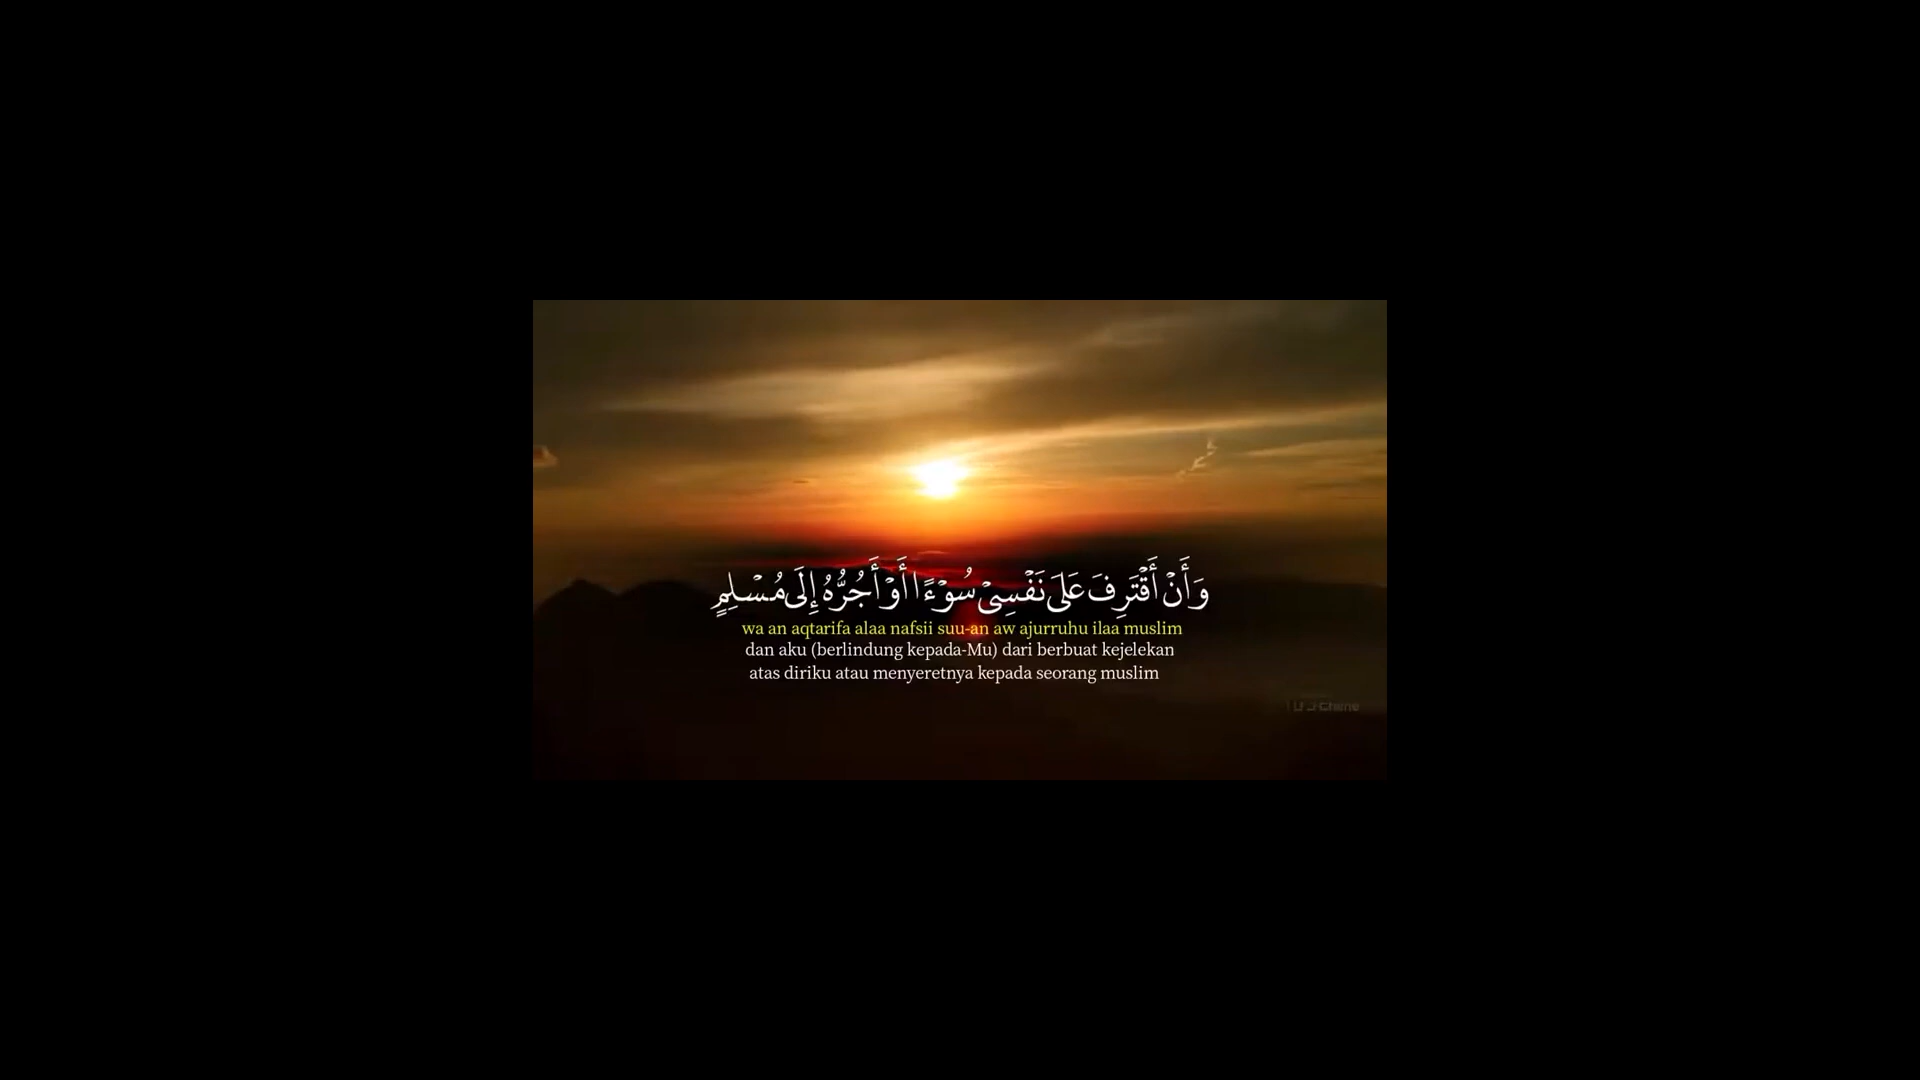 وَأَنْ أَقْتَرِفَ عَلَى نَفْسِيْ سُوْءًا أَوْ أَجُرُّهُ إِلَى مُسْلِمٍ
wa an aqtarifa alaa nafsii suu-an aw ajurruhu ilaa muslim
dan aku (berlindung kepada-Mu) dari berbuat kejelekan
atas diriku atau menyeretnya kepada seorang muslim